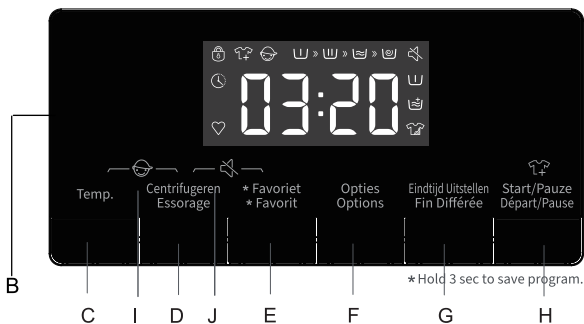 03:20
Temp.
Centrifugeren
Essorage
* Favoriet
* Favorit
Opties
Options
Eindtijd Uitstellen
Fin Différée
Start/Pauze
Départ/Pause
* Hold 3 sec to save program.
B
C I D J E F G H